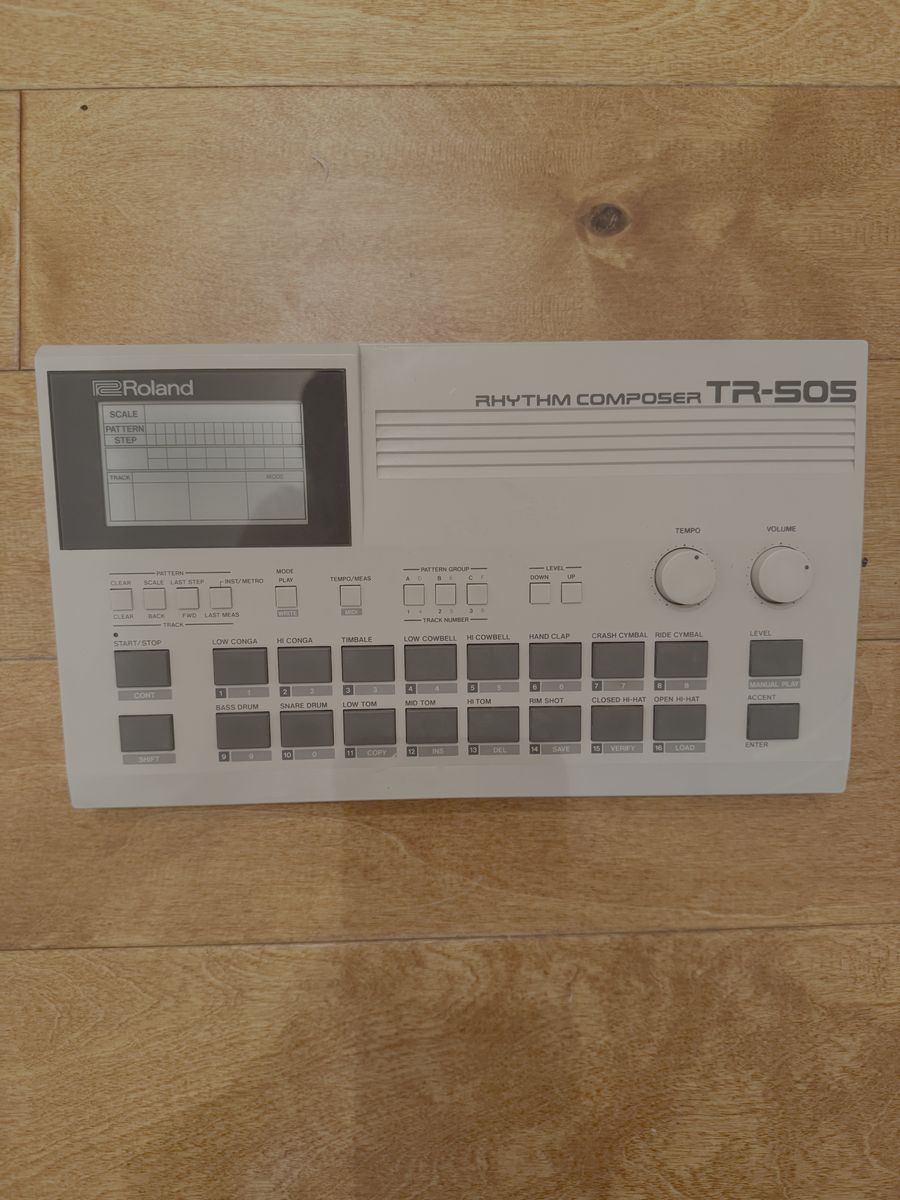 Roland
RHYTHM COMPOSER TR-505
SCALE
PATTERN
STEP
TRACK MODE
TEMPO VOLUME
PATTERN
CLEAR SCALE LAST STEP INST/METRO
CLEAR BACK FWD LAST MEAS
TRACK
MODE
PLAY
WRITE
TEMPO/MEAS
MIDI
PATTERN GROUP
A D B E C F
1 4 2 5 3 6
TRACK NUMBER
LEVEL
DOWN UP
START/STOP LOW CONGA HI CONGA TIMBALE LOW COWBELL HI COWBELL HAND CLAP CRASH CYMBAL RIDE CYMBAL LEVEL
CONT 1 1 2 2 3 3 4 4 5 5 6 6 7 7 8 8 MANUAL PLAY
BASS DRUM SNARE DRUM LOW TOM MID TOM HI TOM RIM SHOT CLOSED HI-HAT OPEN HI-HAT ACCENT
SHIFT 9 9 10 0 11 COPY 12 INS 13 DEL 14 SAVE 15 VERIFY 16 LOAD ENTER